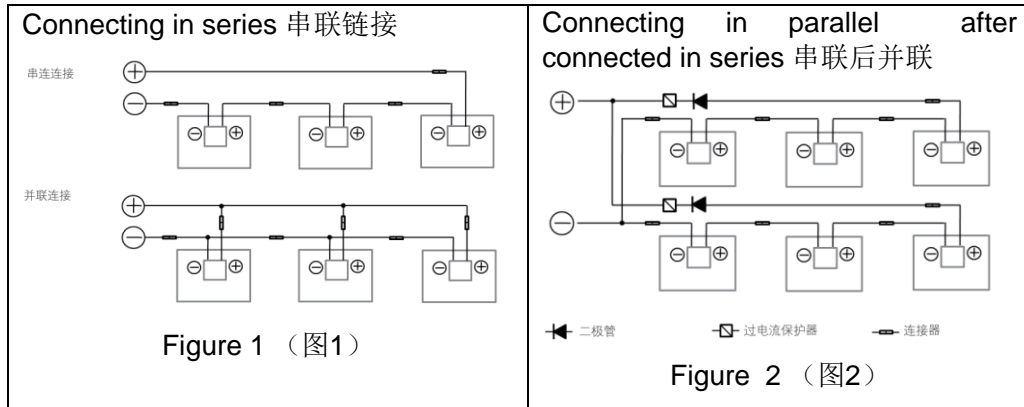 Connecting in series 串联链接
串连连接
并联连接
Figure 1 （图1）
Connecting in parallel after
connected in series 串联后并联
二极管
过电流保护器
连接器
Figure 2 （图2）